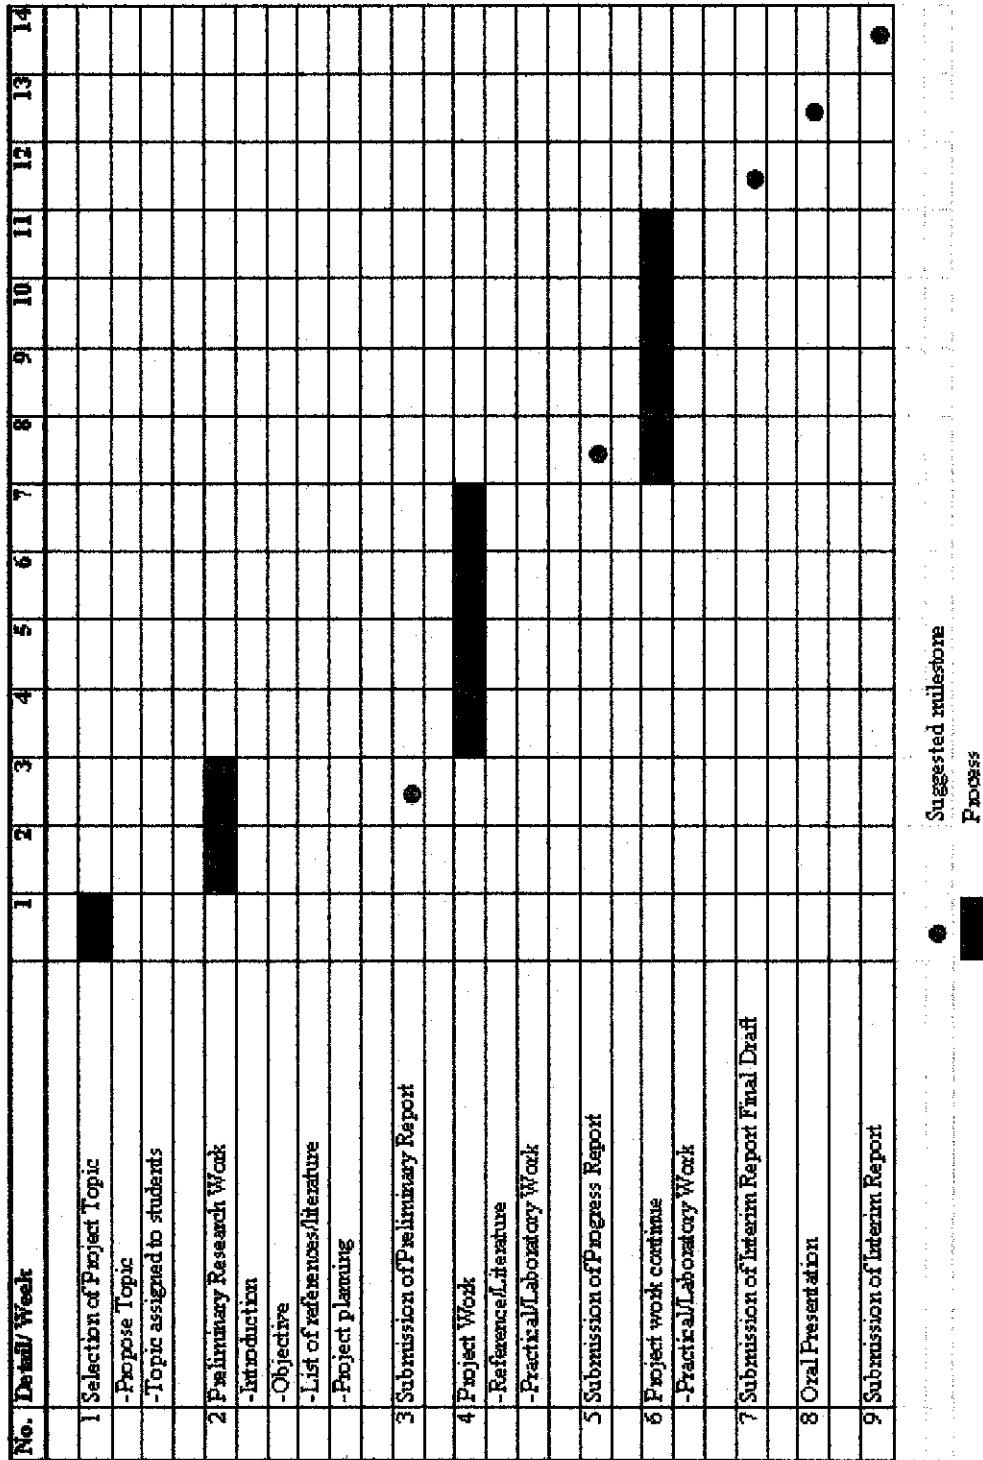 No. Detail/ Week 1 2 3 4 5 6 7 8 9 10 11 12 13 14
1 Selection of Project Topic
-Propose Topic
-Topic assigned to students
2 Preliminary Research Work
-Introduction
-Objective
-List of references/literature
-Project planning
3 Submission of Preliminary Report
4 Project Work
-Reference/Literature
-Practical/Laboratory Work
5 Submission of Progress Report
6 Project work continue
-Practical/Laboratory Work
7 Submission of Interim Report Final Draft
8 Oral Presentation
9 Submission of Interim Report
Suggested milestone
Process